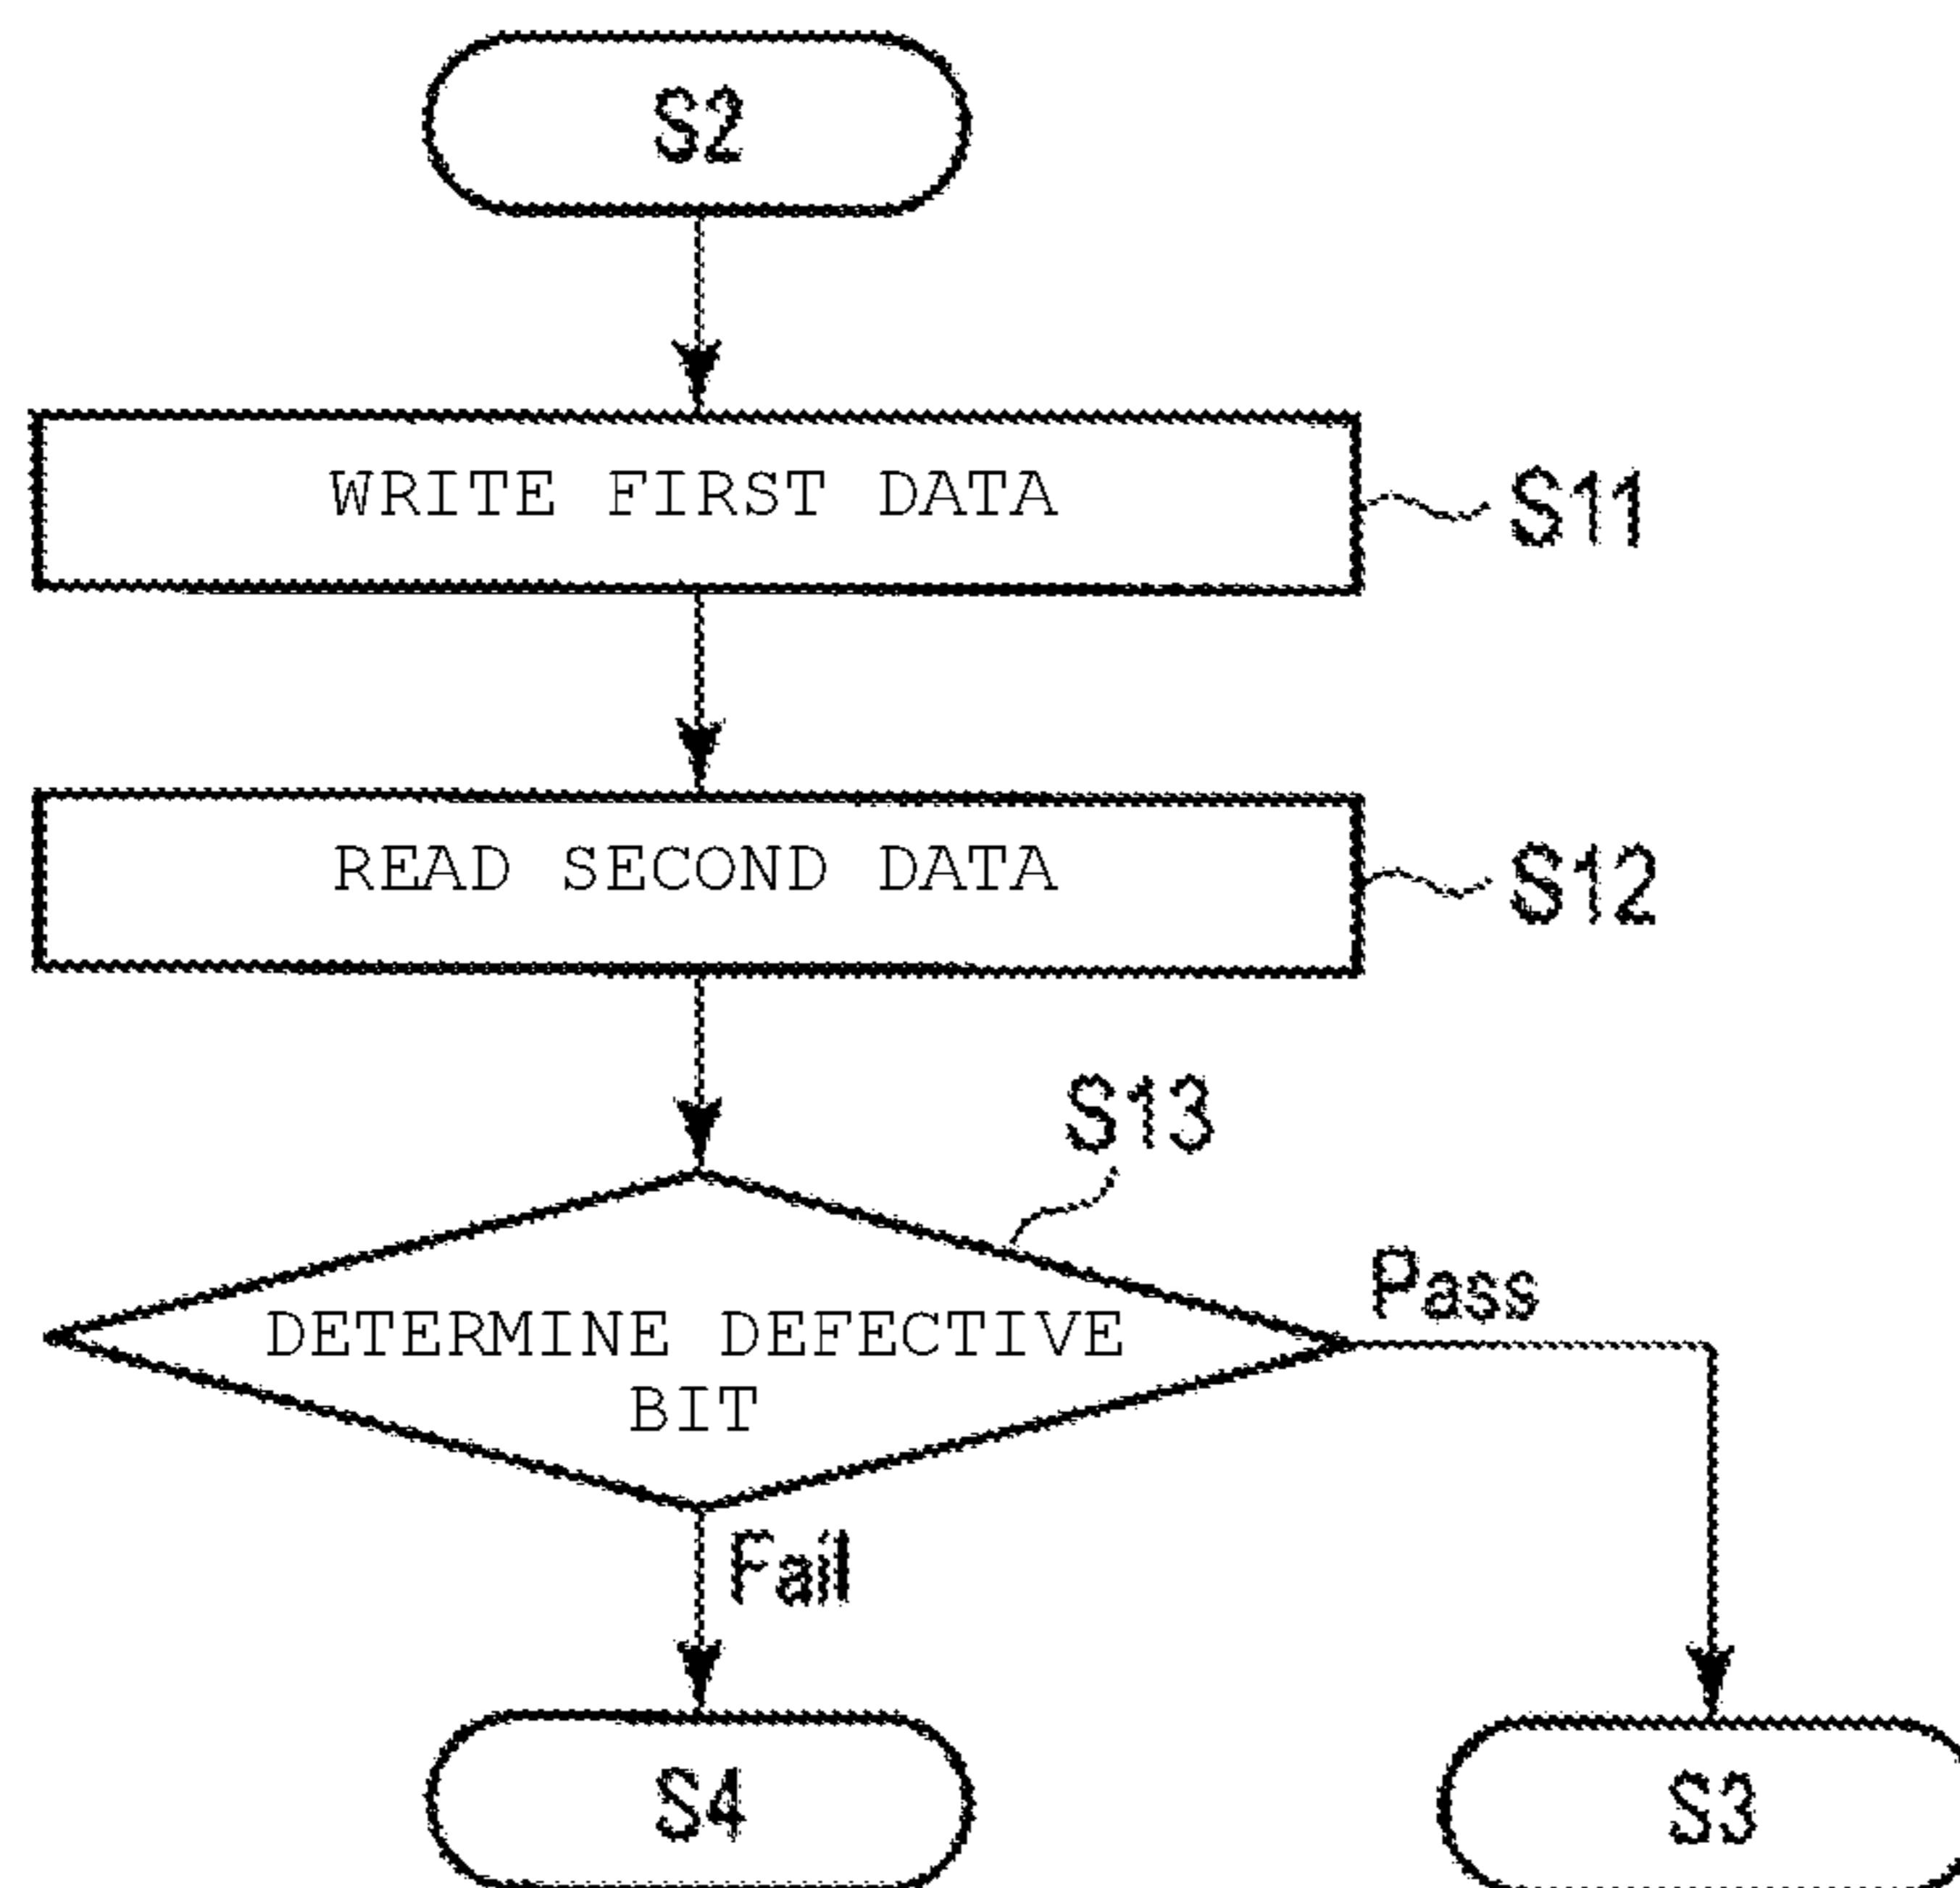 S2
WRITE FIRST DATA
S11
READ SECOND DATA
S12
S13
DETERMINE DEFECTIVE
BIT
Pass
Fail
S4
S3